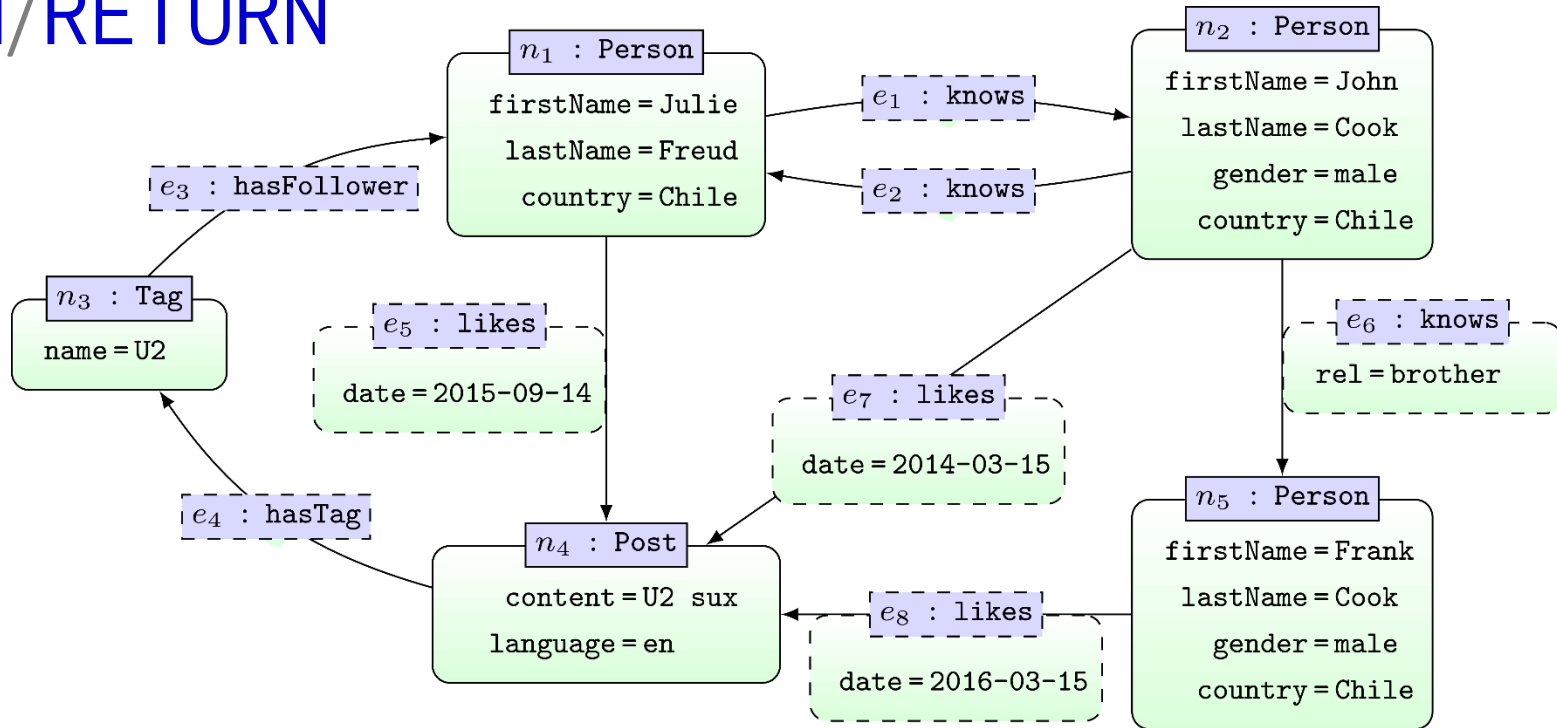 /RETURN
n1 : Person
firstName = Julie
lastName = Freud
country = Chile
e1 : knows
e2 : knows
n2 : Person
firstName = John
lastName = Cook
gender = male
country = Chile
e3 : hasFollower
n3 : Tag
name = U2
e5 : likes
date = 2015-09-14
e7 : likes
date = 2014-03-15
e6 : knows
rel = brother
e4 : hasTag
n4 : Post
content = U2 sux
language = en
e8 : likes
date = 2016-03-15
n5 : Person
firstName = Frank
lastName = Cook
gender = male
country = Chile